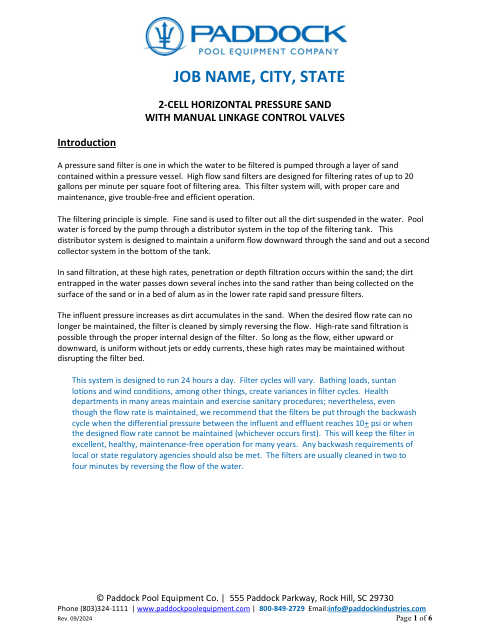 PADDOCK
POOL EQUIPMENT COMPANY
JOB NAME, CITY, STATE
2-CELL HORIZONTAL PRESSURE SAND
WITH MANUAL LINKAGE CONTROL VALVES
Introduction
A pressure sand filter is one in which the water to be filtered is pumped through a layer of sand
contained within a pressure vessel.  High flow sand filters are designed for filtering rates of up to 20
gallons per minute per square foot of filtering area.  This filter system will, with proper care and
maintenance, give trouble-free and efficient operation.
The filtering principle is simple.  Fine sand is used to filter out all the dirt suspended in the water.  Pool
water is forced by the pump through a distributor system in the top of the filtering tank.   This
distributor system is designed to maintain a uniform flow downward through the sand and out a second
collector system in the bottom of the tank.
In sand filtration, at these high rates, penetration or depth filtration occurs within the sand; the dirt
entrapped in the water passes down several inches into the sand rather than being collected on the
surface of the sand or in a bed of alum as in the lower rate rapid sand pressure filters.
The influent pressure increases as dirt accumulates in the sand.  When the desired flow rate can no
longer be maintained, the filter is cleaned by simply reversing the flow.  High-rate sand filtration is
possible through the proper internal design of the filter.  So long as the flow, either upward or
downward, is uniform without jets or eddy currents, these high rates may be maintained without
disrupting the filter bed.
This system is designed to run 24 hours a day.  Filter cycles will vary.  Bathing loads, suntan
lotions and wind conditions, among other things, create variances in filter cycles.  Health
departments in many areas maintain and exercise sanitary procedures; nevertheless, even
though the flow rate is maintained, we recommend that the filters be put through the backwash
cycle when the differential pressure between the influent and effluent reaches 10± psi or when
the designed flow rate cannot be maintained (whichever occurs first).  This will keep the filter in
excellent, healthy, maintenance-free operation for many years.  Any backwash requirements of
local or state regulatory agencies should also be met.  The filters are usually cleaned in two to
four minutes by reversing the flow of the water.
© Paddock Pool Equipment Co. |  555 Paddock Parkway, Rock Hill, SC 29730
Phone (803)324-1111  | www.paddockpoolequipment.com |  800-849-2729  Email:info@paddockindustries.com
Rev. 09/2024 Page 1 of 6